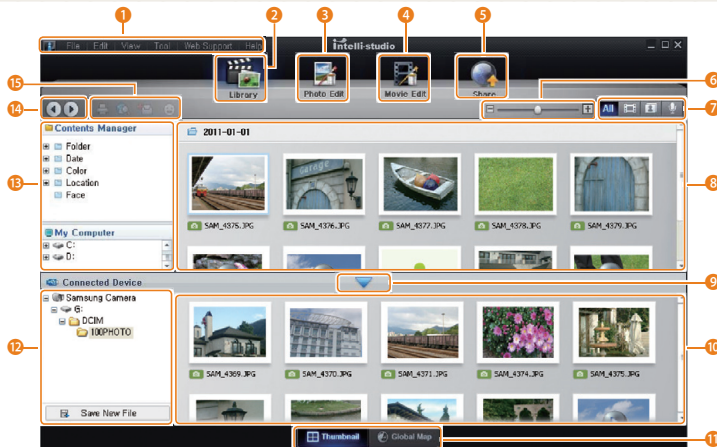 1 2 3 4 5
File Edit View Tool Web Support Help
intelli-studio
Library Photo Edit Movie Edit Share
15 6
14 All 7
Contents Manager
Folder
Date
Color
Location
Face
13
2011-01-01
SAM_4375.JPG SAM_4376.JPG SAM_4377.JPG SAM_4378.JPG SAM_4379.JPG
8
My Computer
C:
D:
Connected Device
9
Samsung Camera
G:
DCIM
100PHOTO
12
SAM_4369.JPG SAM_4370.JPG SAM_4371.JPG SAM_4374.JPG SAM_4375.JPG
10
Save New File
Thumbnail Global Map
11